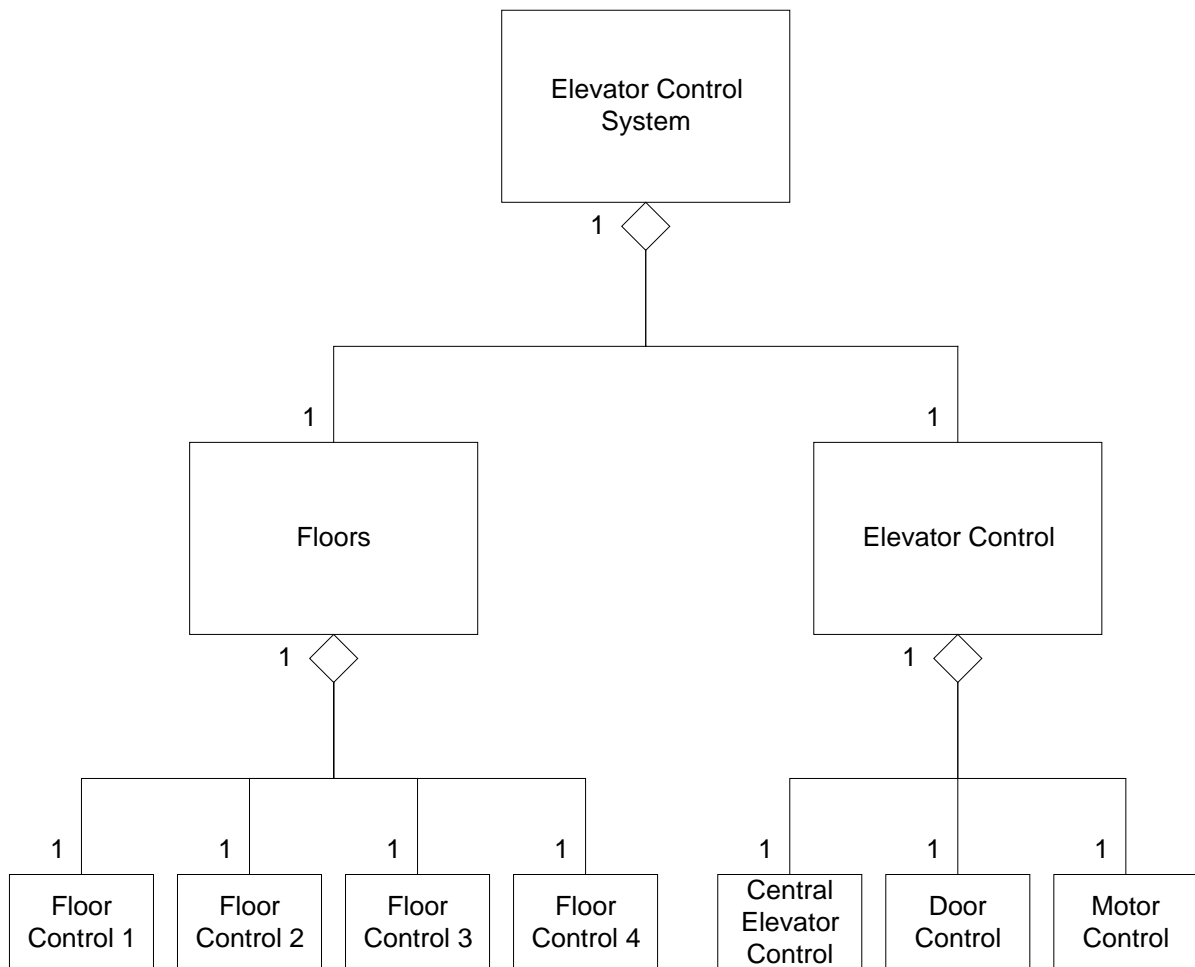 Elevator Control
System
1
1
1
Floors
Elevator Control
1
1
1
1
1
1
1
1
1
Floor
Control 1
Floor
Control 2
Floor
Control 3
Floor
Control 4
Central
Elevator
Control
Door
Control
Motor
Control